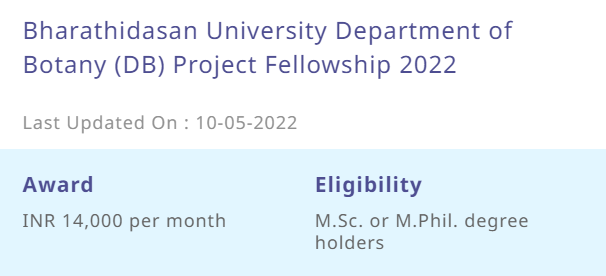 Bharathidasan University Department of
Botany (DB) Project Fellowship 2022
Last Updated On : 10-05-2022
Award
INR 14,000 per month
Eligibility
M.Sc. or M.Phil. degree
holders